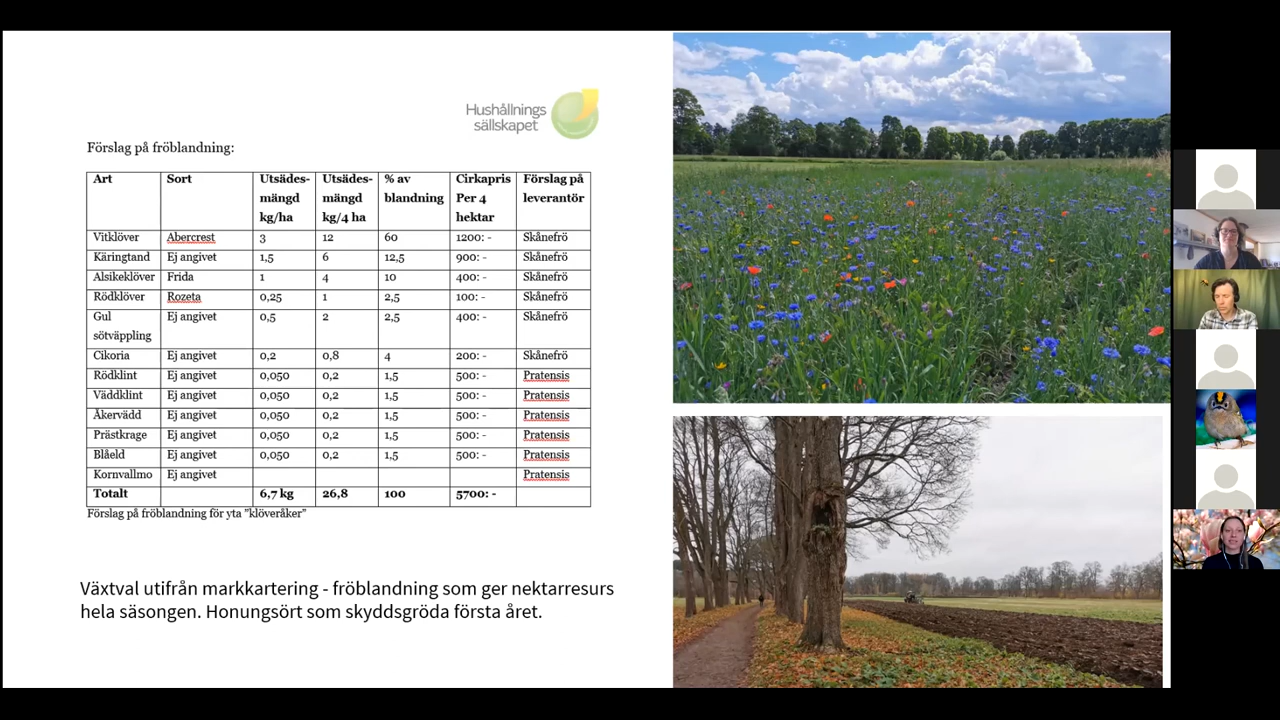 Hushållnings
sällskapet
Förslag på fröblandning:
Art Sort Utsädes- Utsädes- % av Cirkapris Förslag på
mängd mängd blandning Per 4 leverantör
kg/ha kg/4 ha hektar
Vitklöver Abercrest 3 12 60 1200: - Skånefrö
Käringtand Ej angivet 1,5 6 12,5 900: - Skånefrö
Alsikeklöver Frida 1 4 10 400: - Skånefrö
Rödklöver Rozeta 0,25 1 2,5 100: - Skånefrö
Gul Ej angivet 0,5 2 2,5 400: - Skånefrö
sötväppling
Cikoria Ej angivet 0,2 0,8 4 200: - Skånefrö
Rödklint Ej angivet 0,050 0,2 1,5 500: - Pratensis
Väddklint Ej angivet 0,050 0,2 1,5 500: - Pratensis
Åkervädd Ej angivet 0,050 0,2 1,5 500: - Pratensis
Prästkrage Ej angivet 0,050 0,2 1,5 500: - Pratensis
Blåeld Ej angivet 0,050 0,2 1,5 500: - Pratensis
Kornvallmo Ej angivet Pratensis
Totalt 6,7 kg 26,8 100 5700: -
Förslag på fröblandning för yta "klöveråker"
Växtval utifrån markkartering - fröblandning som ger nektarresurs
hela säsongen. Honungsört som skyddsgröda första året.